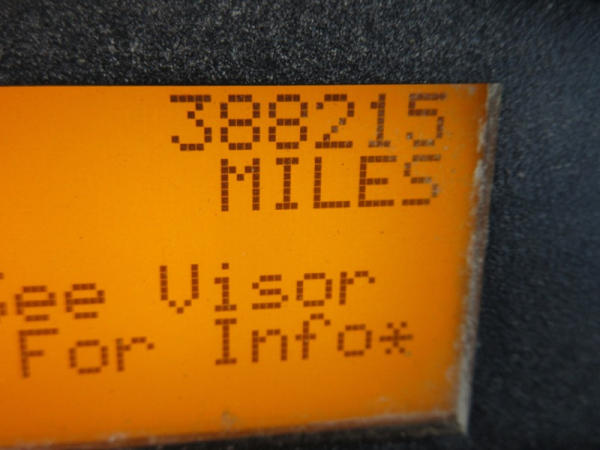 388215
MILES
See Visor
For Info*